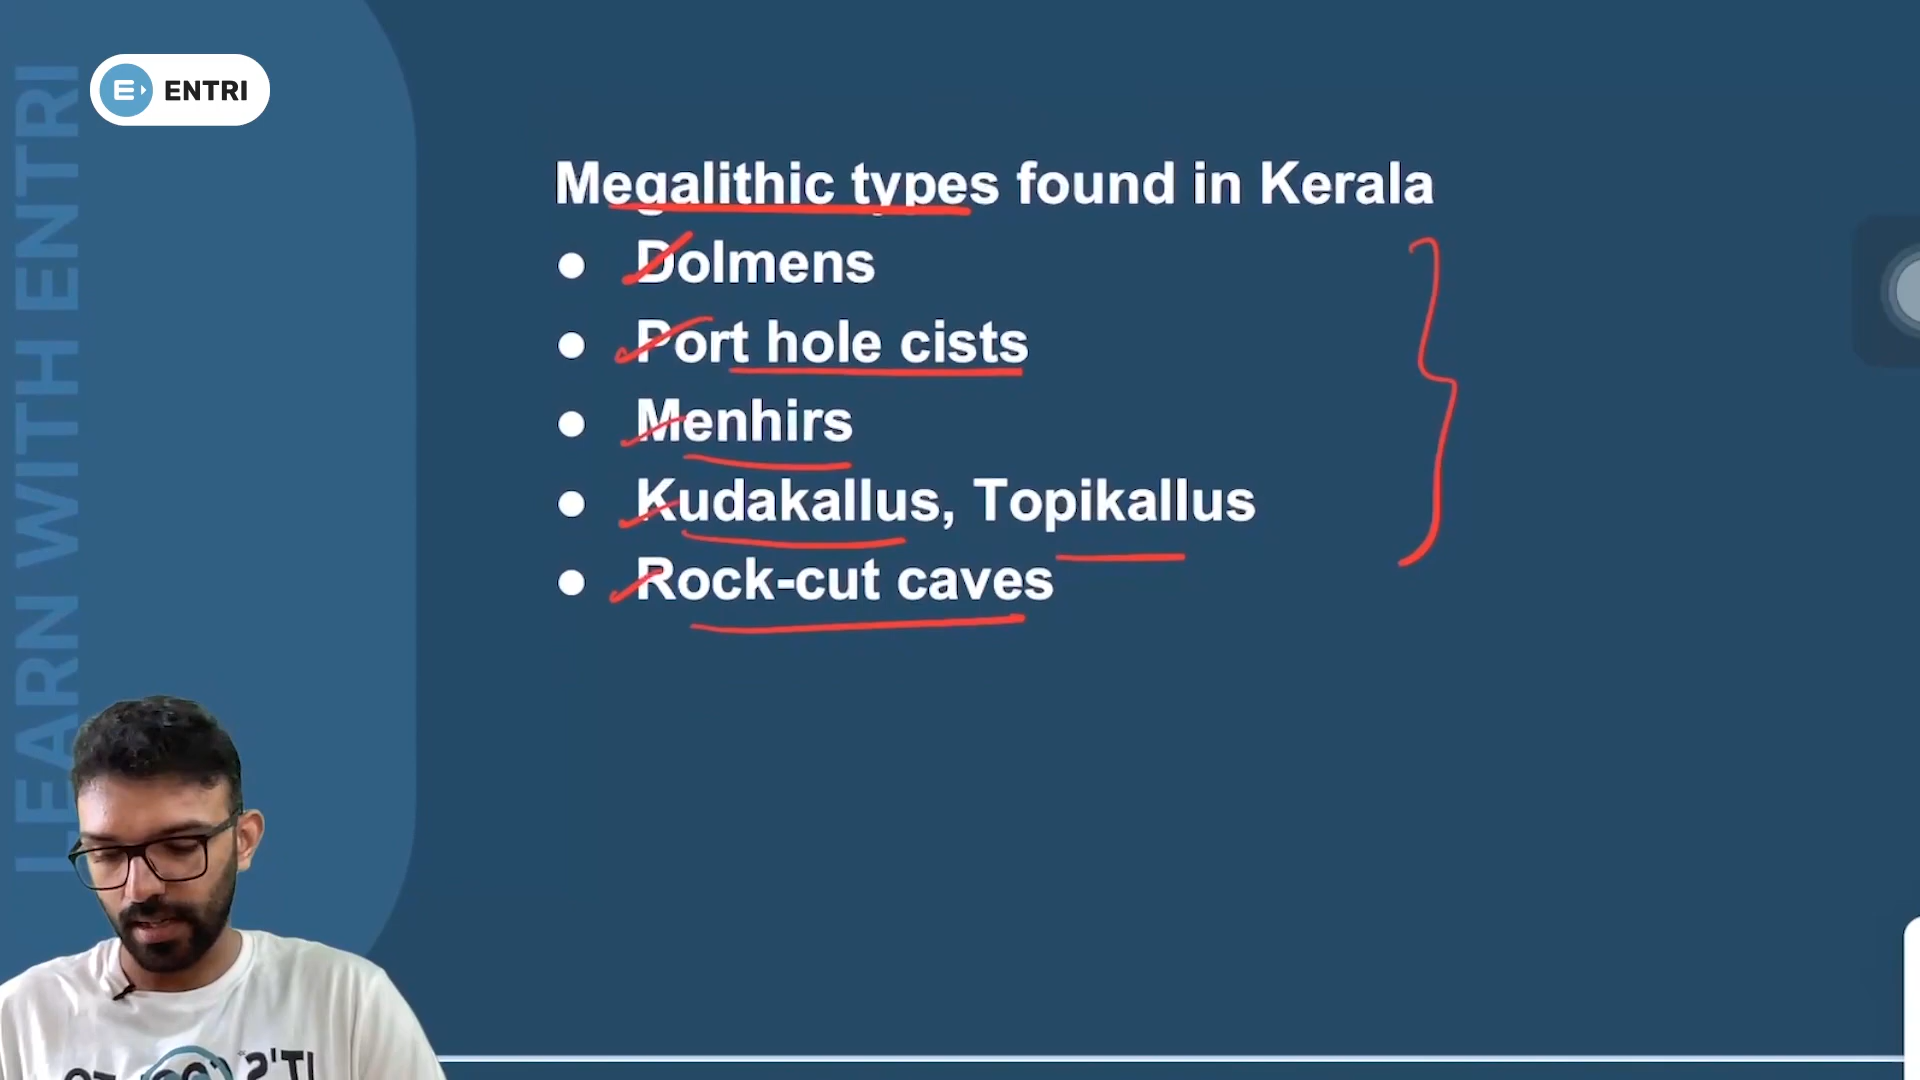 LEARN WITH ENTRI
ENTRI
Megalithic types found in Kerala
● Dolmens
● Port hole cists
● Menhirs
● Kudakallus, Topikallus
● Rock-cut caves
IT'S